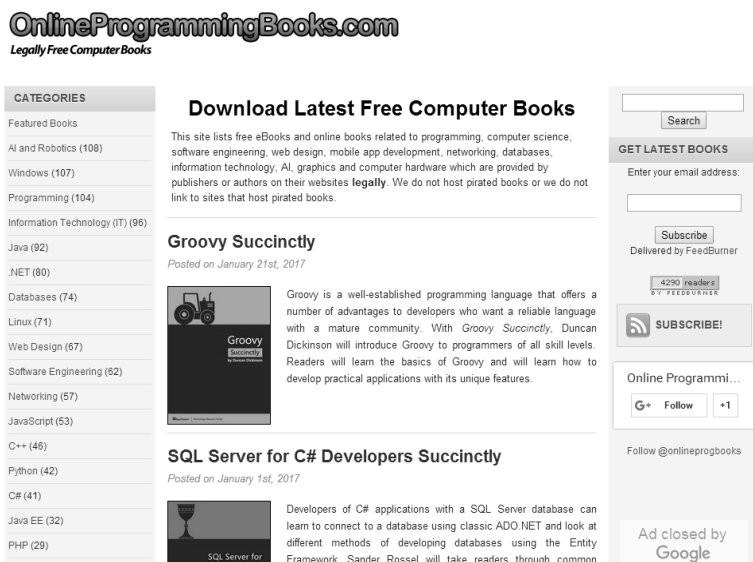 OnlineProgrammingBooks.com
Legally Free Computer Books
CATEGORIES
Featured Books
AI and Robotics (108)
Windows (107)
Programming (104)
Information Technology (IT) (96)
Java (92)
.NET (80)
Databases (74)
Linux (71)
Web Design (67)
Software Engineering (62)
Networking (57)
JavaScript (53)
C++ (46)
Python (42)
C# (41)
Java EE (32)
PHP (29)
Download Latest Free Computer Books
This site lists free eBooks and online books related to programming, computer science,
software engineering, web design, mobile app development, networking, databases,
information technology, AI, graphics and computer hardware which are provided by
publishers or authors on their websites legally. We do not host pirated books or we do not
link to sites that host pirated books.
Groovy Succinctly
Posted on January 21st, 2017
Groovy
Succinctly
by Duncan Dickinson
Groovy is a well-established programming language that offers a
number of advantages to developers who want a reliable language
with a mature community. With Groovy Succinctly, Duncan
Dickinson will introduce Groovy to programmers of all skill levels.
Readers will learn the basics of Groovy and will learn how to
develop practical applications with its unique features.
SQL Server for C# Developers Succinctly
Posted on January 1st, 2017
SQL Server for
Developers of C# applications with a SQL Server database can
learn to connect to a database using classic ADO.NET and look at
different methods of developing databases using the Entity
Framework. Sander Rossel will take readers through common
Search
GET LATEST BOOKS
Enter your email address:
Subscribe
Delivered by FeedBurner
4290 readers
BY FEEDBURNER
SUBSCRIBE!
Online Programmi...
G+ Follow +1
Follow @onlineprogbooks
Ad closed by
Google